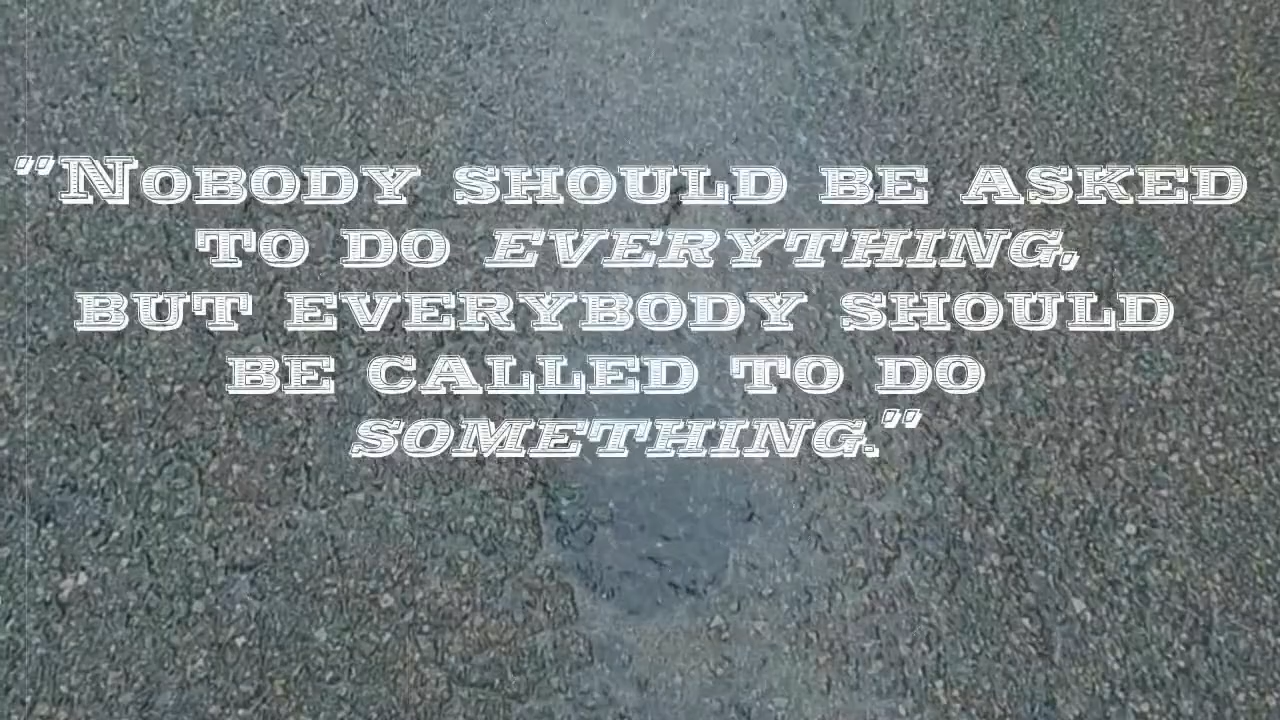 "Nobody should be asked
to do everything,
but everybody should
be called to do
something."